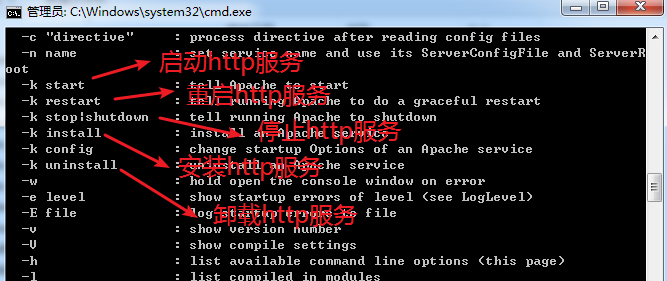 管理员: C:\Windows\system32\cmd.exe
-c "directive" : process directive after reading config files
-n name : set service name and use its ServerConfigFile and ServerR
oot
启动http服务
-k start : tell Apache to start
重启http服务
-k restart : tell running Apache to do a graceful restart
-k stop|shutdown : tell running Apache to shutdown
停止http服务
-k install : install an Apache service
-k config : change startup Options of an Apache service
安装http服务
-k uninstall : uninstall an Apache service
-w : hold open the console window on error
-e level : show startup errors of level (see LogLevel)
-E file : log startup errors to file
卸载http服务
-v : show version number
-V : show compile settings
-h : list available command line options (this page)
-l : list compiled in modules